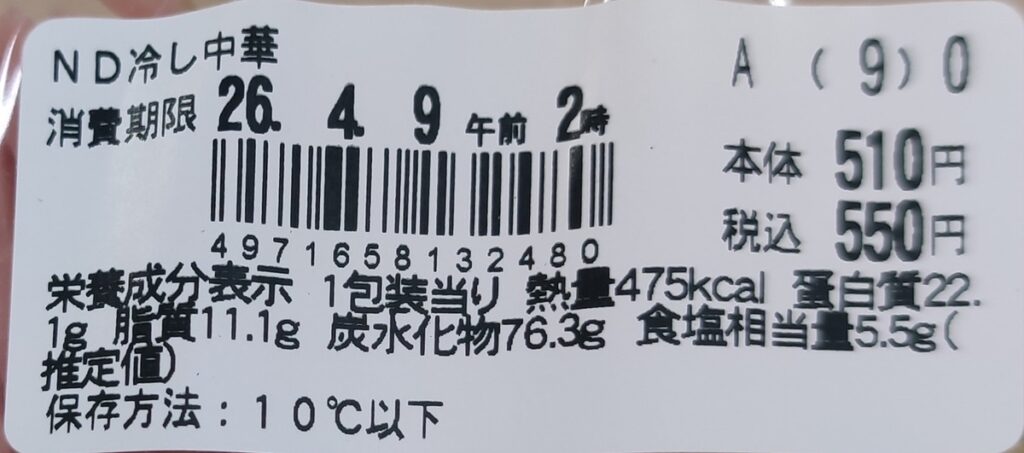 ND冷し中華
A (9)0
消費期限 26. 4. 9 午前 2時
本体 510円
税込 550円
4971658132480
栄養成分表示 1包装当り 熱量475kcal 蛋白質22.
1g 脂質11.1g 炭水化物76.3g 食塩相当量5.5g(
推定値)
保存方法：10℃以下